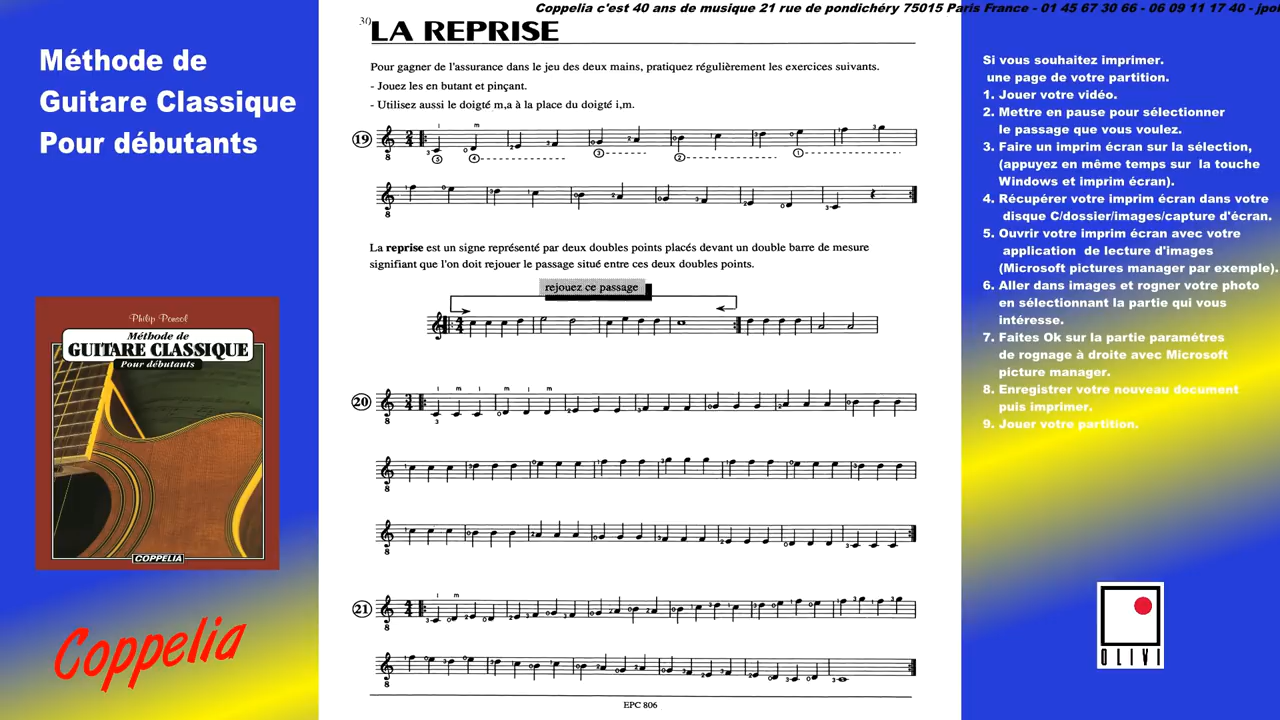 Coppelia c'est 40 ans de musique 21 rue de pondichéry 75015 Paris France - 01 45 67 30 66 - 06 09 11 17 40 - jpol
Méthode de
Guitare Classique
Pour débutants
Philip Pensol
Méthode de
GUITARE CLASSIQUE
Pour débutants
COPPELIA
Coppelia
30
LA REPRISE
Pour gagner de l'assurance dans le jeu des deux mains, pratiquez régulièrement les exercices suivants.
- Jouez les en butant et pinçant.
- Utilisez aussi le doigté m,a à la place du doigté i,m.
19
La reprise est un signe représenté par deux doubles points placés devant un double barre de mesure
signifiant que l'on doit rejouer le passage situé entre ces deux doubles points.
rejouez ce passage
20
21
EPC 806
Si vous souhaitez imprimer.
une page de votre partition.
1. Jouer votre vidéo.
2. Mettre en pause pour sélectionner
le passage que vous voulez.
3. Faire un imprim écran sur la sélection,
(appuyez en même temps sur la touche
Windows et imprim écran).
4. Récupérer votre imprim écran dans votre
disque C/dossier/images/capture d'écran.
5. Ouvrir votre imprim écran avec votre
application de lecture d'images
(Microsoft pictures manager par exemple).
6. Aller dans images et rogner votre photo
en sélectionnant la partie qui vous
intéresse.
7. Faites Ok sur la partie paramétres
de rognage à droite avec Microsoft
picture manager.
8. Enregistrer votre nouveau document
puis imprimer.
9. Jouer votre partition.
OLIVI